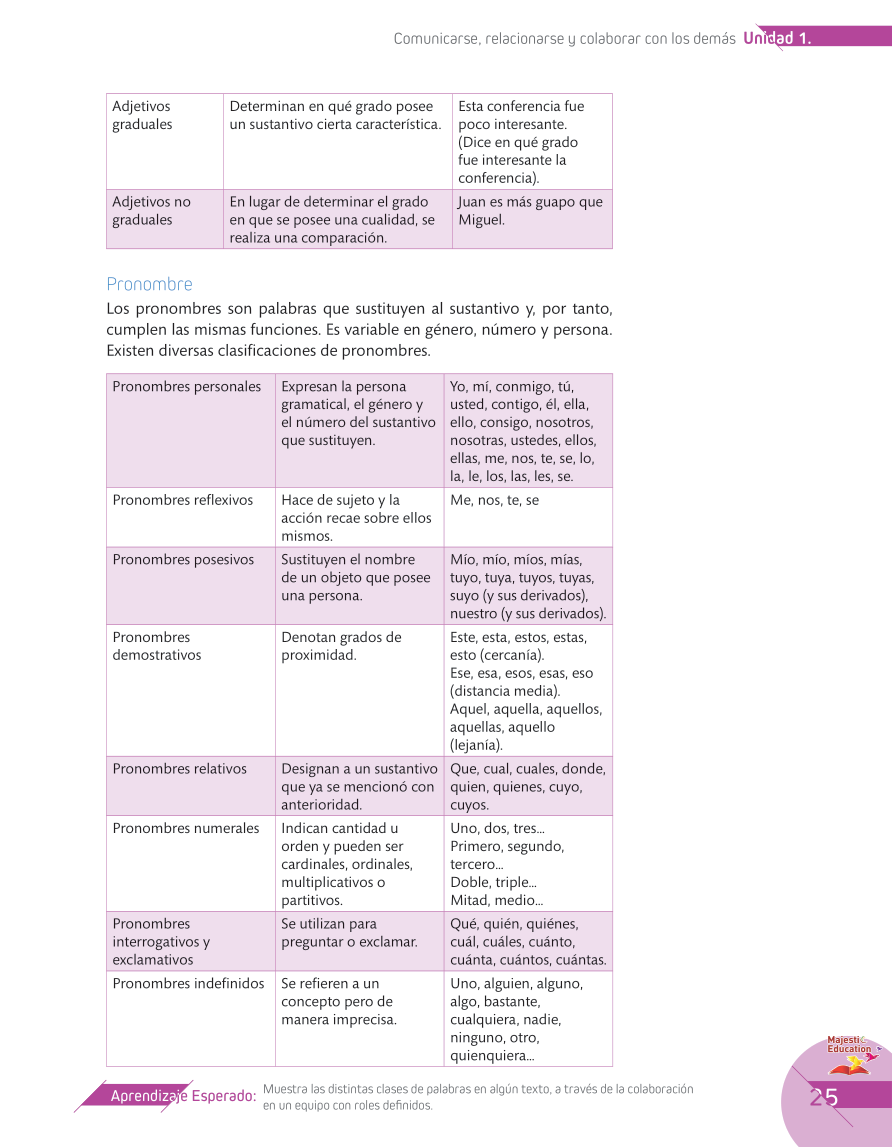 Comunicarse, relacionarse y colaborar con los demás Unidad 1.
Adjetivos
graduales
Determinan en qué grado posee
un sustantivo cierta característica.
Esta conferencia fue
poco interesante.
(Dice en qué grado
fue interesante la
conferencia).
Adjetivos no
graduales
En lugar de determinar el grado
en que se posee una cualidad, se
realiza una comparación.
Juan es más guapo que
Miguel.
Pronombre
Los pronombres son palabras que sustituyen al sustantivo y, por tanto,
cumplen las mismas funciones. Es variable en género, número y persona.
Existen diversas clasificaciones de pronombres.
Pronombres personales
Expresan la persona
gramatical, el género y
el número del sustantivo
que sustituyen.
Yo, mí, conmigo, tú,
usted, contigo, él, ella,
ello, consigo, nosotros,
nosotras, ustedes, ellos,
ellas, me, nos, te, se, lo,
la, le, los, las, les, se.
Pronombres reflexivos
Hace de sujeto y la
acción recae sobre ellos
mismos.
Me, nos, te, se
Pronombres posesivos
Sustituyen el nombre
de un objeto que posee
una persona.
Mío, mío, míos, mías,
tuyo, tuya, tuyos, tuyas,
suyo (y sus derivados),
nuestro (y sus derivados).
Pronombres
demostrativos
Denotan grados de
proximidad.
Este, esta, estos, estas,
esto (cercanía).
Ese, esa, esos, esas, eso
(distancia media).
Aquel, aquella, aquellos,
aquellas, aquello
(lejanía).
Pronombres relativos
Designan a un sustantivo
que ya se mencionó con
anterioridad.
Que, cual, cuales, donde,
quien, quienes, cuyo,
cuyos.
Pronombres numerales
Indican cantidad u
orden y pueden ser
cardinales, ordinales,
multiplicativos o
partitivos.
Uno, dos, tres...
Primero, segundo,
tercero...
Doble, triple...
Mitad, medio...
Pronombres
interrogativos y
exclamativos
Se utilizan para
preguntar o exclamar.
Qué, quién, quiénes,
cuál, cuáles, cuánto,
cuánta, cuántos, cuántas.
Pronombres indefinidos
Se refieren a un
concepto pero de
manera imprecisa.
Uno, alguien, alguno,
algo, bastante,
cualquiera, nadie,
ninguno, otro,
quienquiera...
Majestic
Education
Aprendizaje Esperado:
Muestra las distintas clases de palabras en algún texto, a través de la colaboración
en un equipo con roles definidos.
25